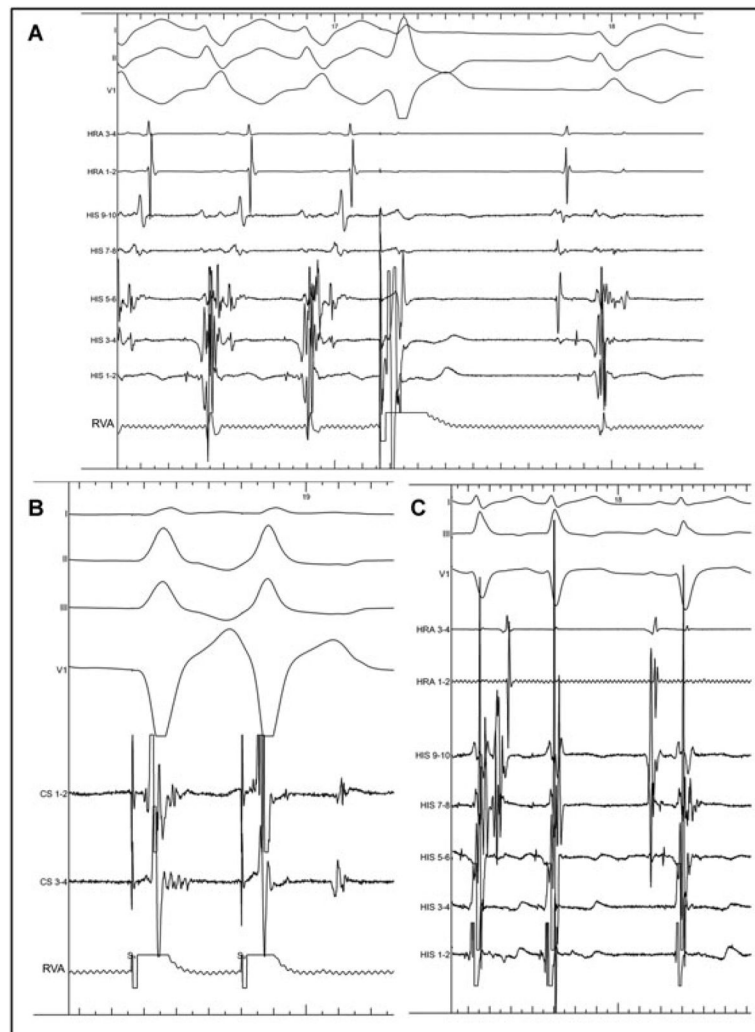 A
17
18
I
II
V1
HRA 3-4
HRA 1-2
HIS 9-10
HIS 7-8
HIS 5-6
HIS 3-4
HIS 1-2
RVA
B
19
I
II
III
V1
CS 1-2
CS 3-4
RVA
S
S
C
18
I
III
V1
HRA 3-4
HRA 1-2
HIS 9-10
HIS 7-8
HIS 5-6
HIS 3-4
HIS 1-2